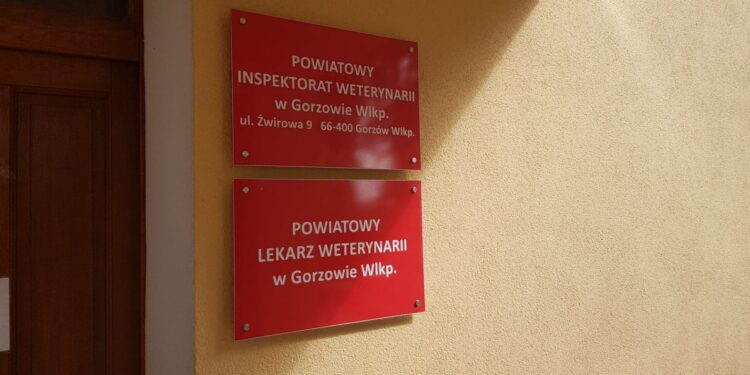 POWIATOWY
INSPEKTORAT WETERYNARII
w Gorzowie Wlkp.
ul. Żwirowa 9 66-400 Gorzów Wlkp.
POWIATOWY
LEKARZ WETERYNARII
w Gorzowie Wlkp.